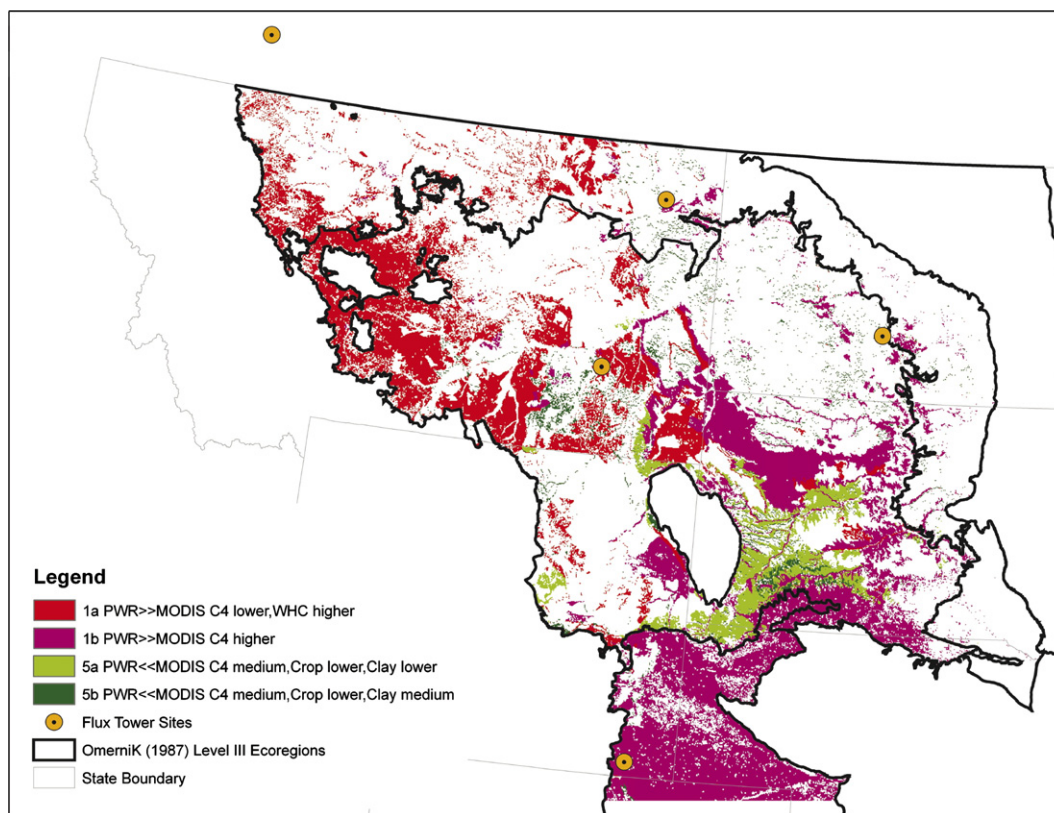 Legend
1a PWR>>MODIS C4 lower,WHC higher
1b PWR>>MODIS C4 higher
5a PWR<<MODIS C4 medium,Crop lower,Clay lower
5b PWR<<MODIS C4 medium,Crop lower,Clay medium
Flux Tower Sites
OmerniK (1987) Level III Ecoregions
State Boundary